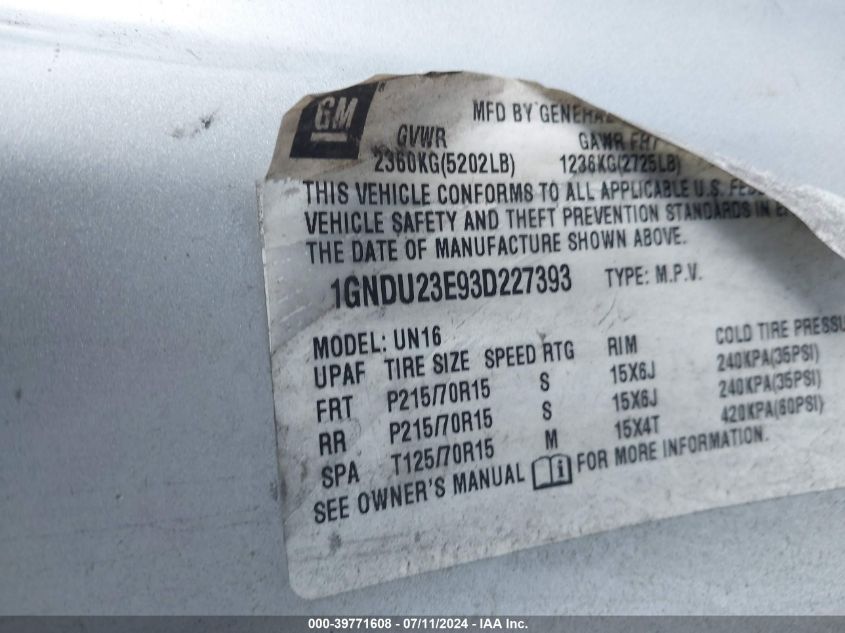 GM
MFD BY GENERAL
GVWR GAWR FRT
2360KG(5202LB) 1236KG(2725LB)
THIS VEHICLE CONFORMS TO ALL APPLICABLE U.S. FED
VEHICLE SAFETY AND THEFT PREVENTION STANDARDS IN E
THE DATE OF MANUFACTURE SHOWN ABOVE.
1GNDU23E93D227393 TYPE: M.P.V.
MODEL: UN16
UPAF TIRE SIZE SPEED RTG RIM COLD TIRE PRESSU
FRT P215/70R15 S 15X6J 240KPA(35PSI)
RR P215/70R15 S 15X6J 240KPA(35PSI)
SPA T125/70R15 M 15X4T 420KPA(60PSI)
SEE OWNER'S MANUAL FOR MORE INFORMATION.
000-39771608 - 07/11/2024 - IAA Inc.